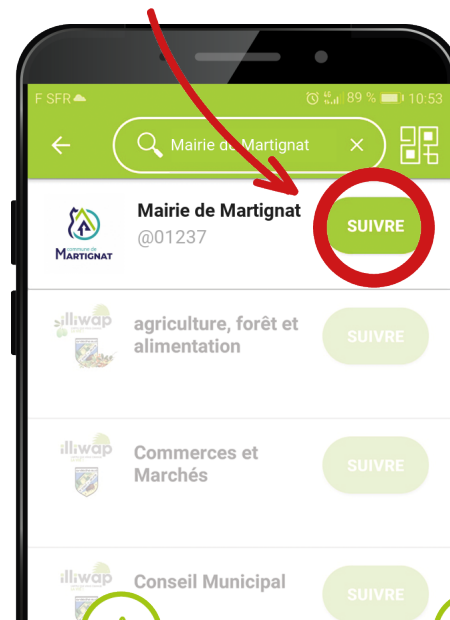 F SFR
89 % 10:53
Mairie de Martignat
commune de
MARTIGNAT
Mairie de Martignat
@01237
SUIVRE
illiwap
agriculture, forêt et
alimentation
SUIVRE
illiwap
Commerces et
Marchés
SUIVRE
illiwap
Conseil Municipal
SUIVRE